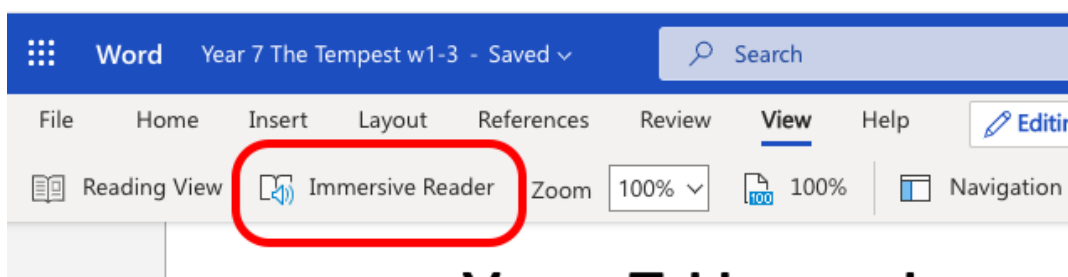 Word Year 7 The Tempest w1-3 - Saved Search
File Home Insert Layout References Review View Help
Reading View Immersive Reader Zoom 100% 100 100% Navigation